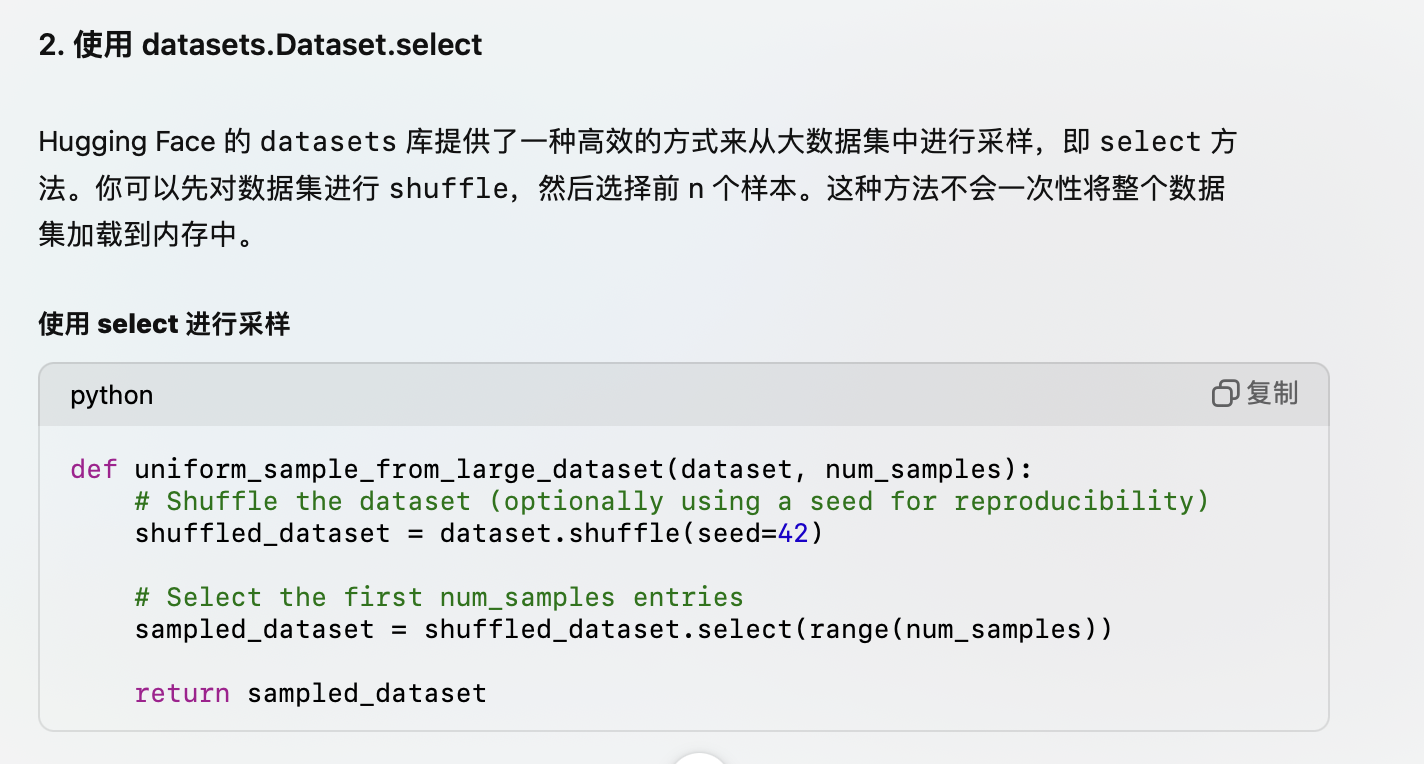 2. 使用 datasets.Dataset.select
Hugging Face 的 datasets 库提供了一种高效的方式来从大数据集中进行采样，即 select 方
法。你可以先对数据集进行 shuffle，然后选择前 n 个样本。这种方法不会一次性将整个数据
集加载到内存中。
使用 select 进行采样
python
复制
def uniform_sample_from_large_dataset(dataset, num_samples):
    # Shuffle the dataset (optionally using a seed for reproducibility)
    shuffled_dataset = dataset.shuffle(seed=42)
    # Select the first num_samples entries
    sampled_dataset = shuffled_dataset.select(range(num_samples))
    return sampled_dataset